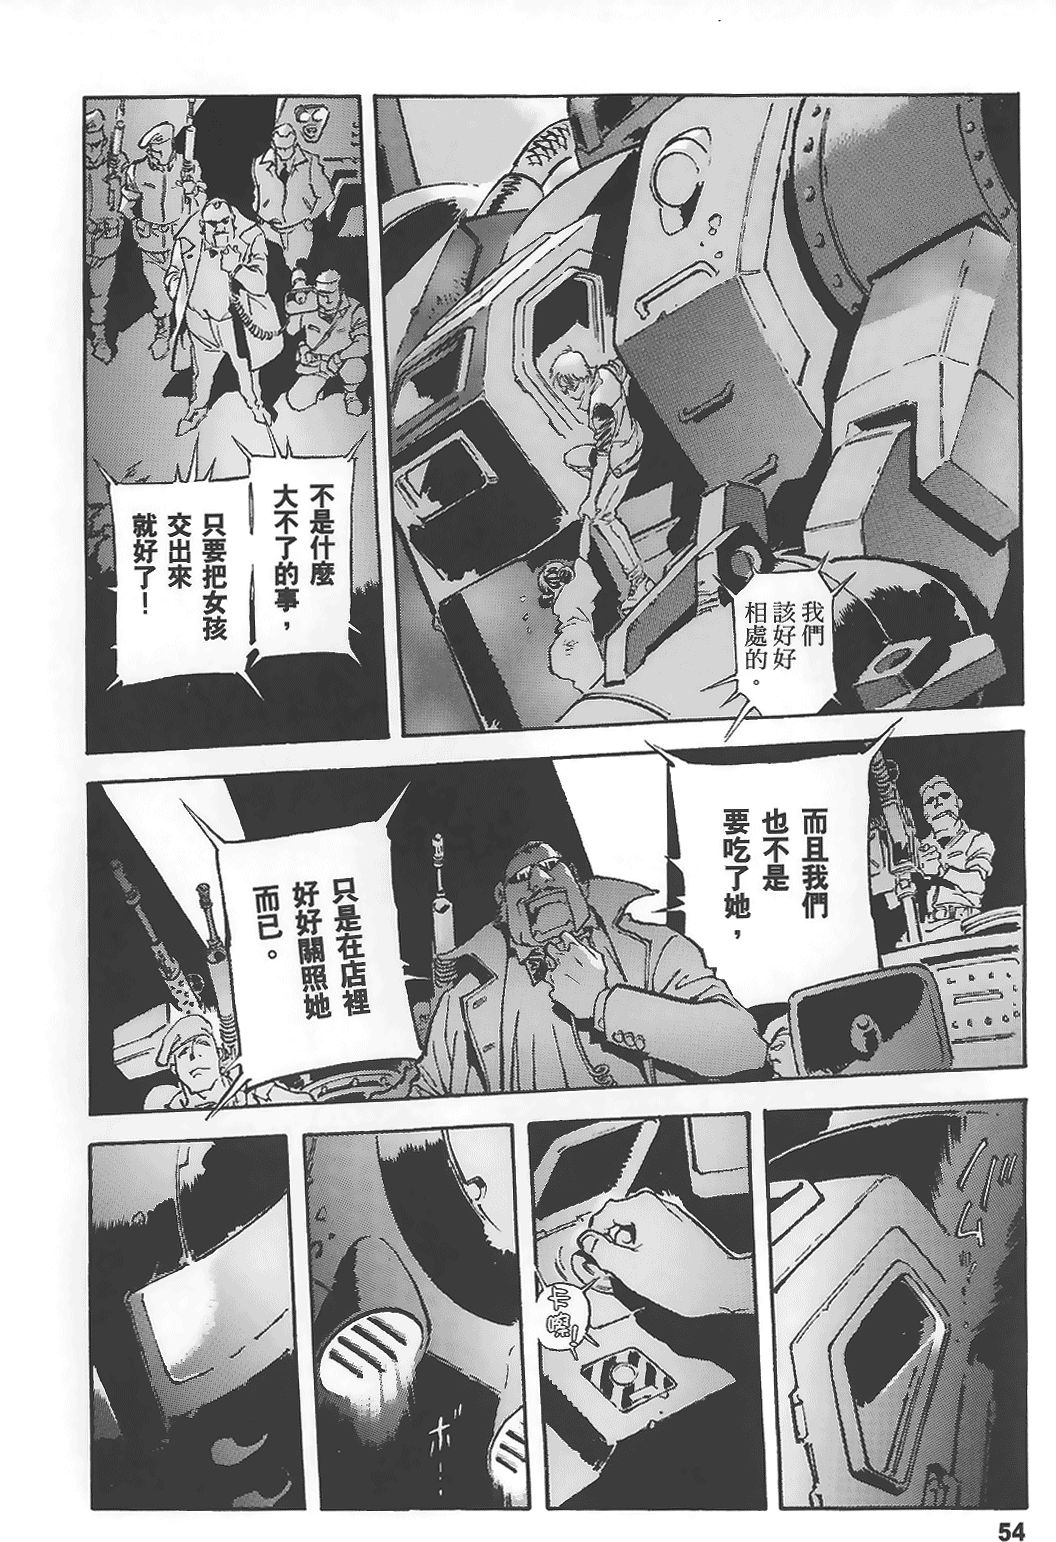 我們
該好好
相處的。
不是什麼
大不了的事，
只要把女孩
交出來
就好了！
而且我們
也不是
要吃了她，
只是在店裡
好好關照她
而已。
卡嚓！
ボ
54